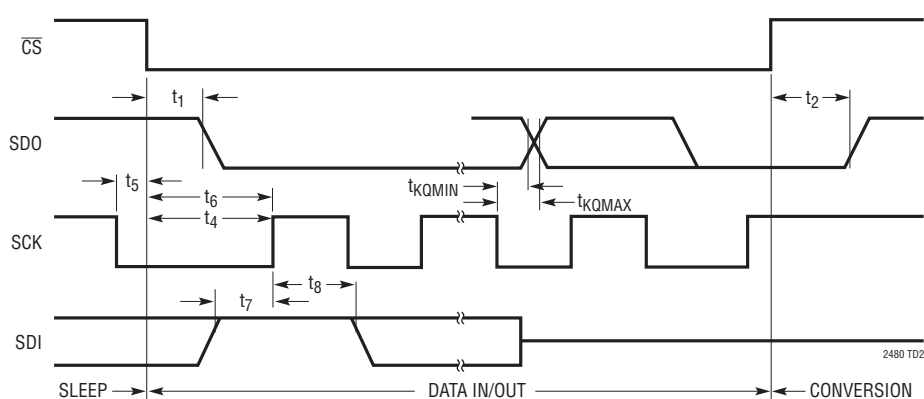 CS
t1
t2
SDO
t5
t6
tKQMIN
tKQMAX
t4
SCK
t8
t7
SDI
2480 TD2
SLEEP
DATA IN/OUT
CONVERSION